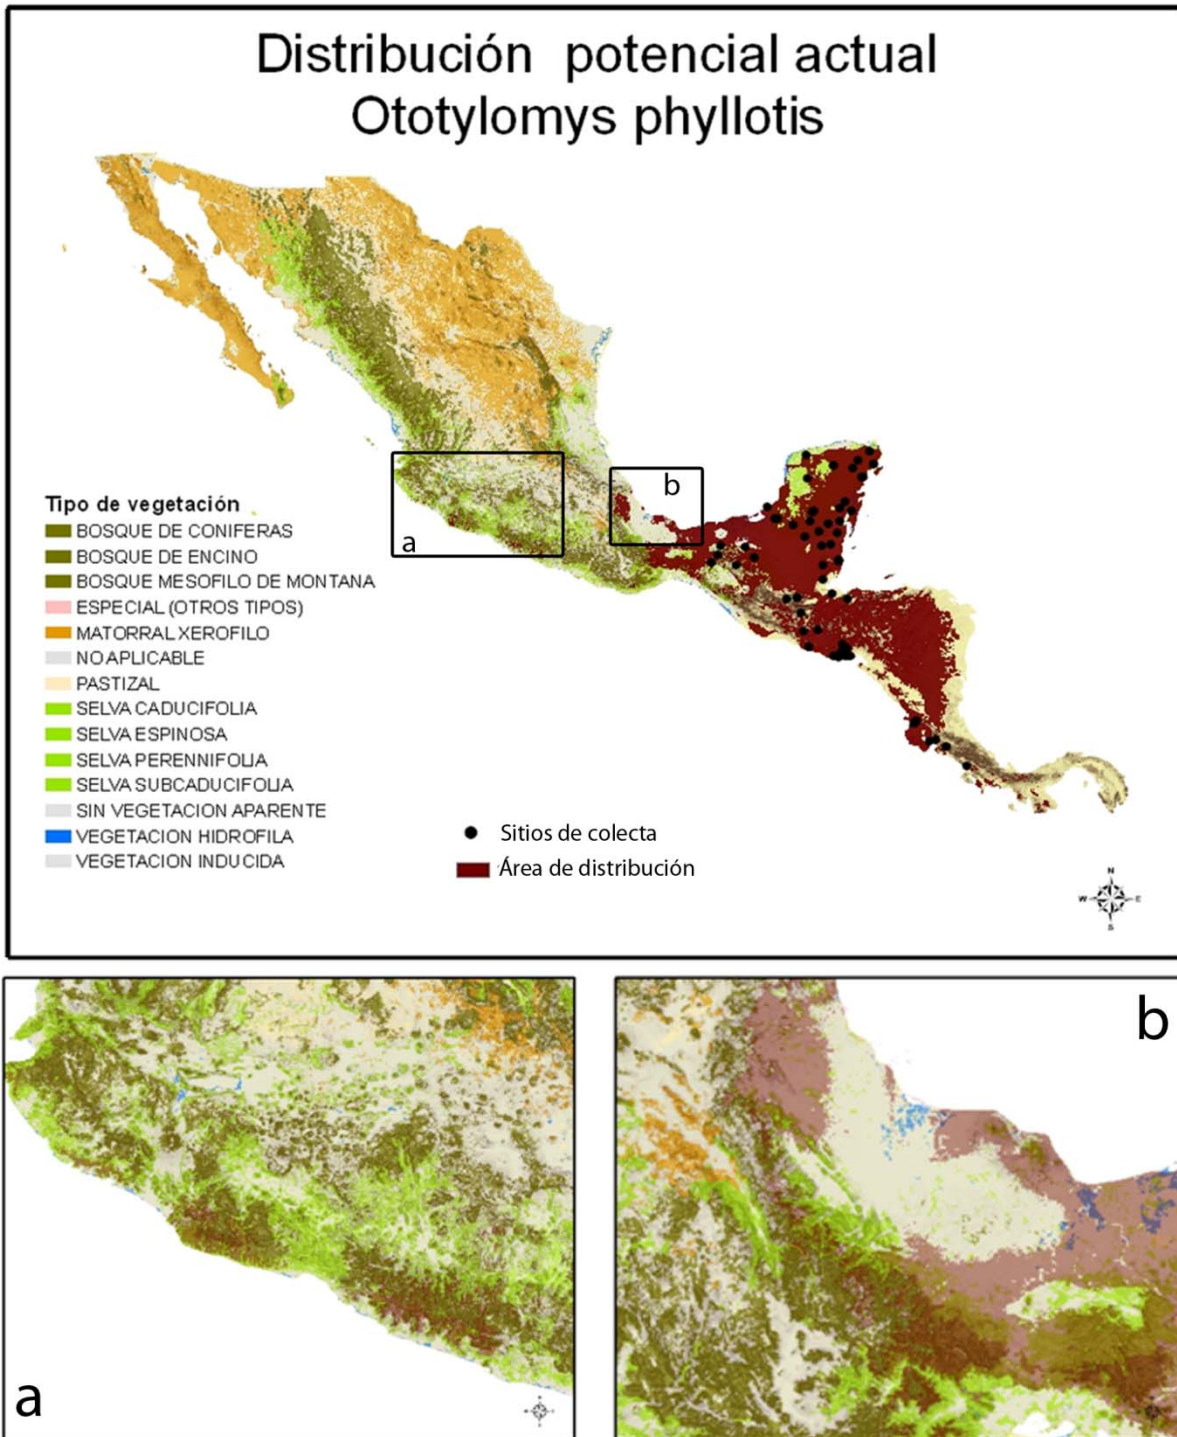 Distribución potencial actual
Ototylomys phyllotis
a
b
Tipo de vegetación
BOSQUE DE CONIFERAS
BOSQUE DE ENCINO
BOSQUE MESOFILO DE MONTANA
ESPECIAL (OTROS TIPOS)
MATORRAL XEROFILO
NO APLICABLE
PASTIZAL
SELVA CADUCIFOLIA
SELVA ESPINOSA
SELVA PERENNIFOLIA
SELVA SUBCADUCIFOLIA
SIN VEGETACION APARENTE
VEGETACION HIDROFILA
VEGETACION INDUCIDA
Sitios de colecta
Área de distribución
N
W E
S
a
b